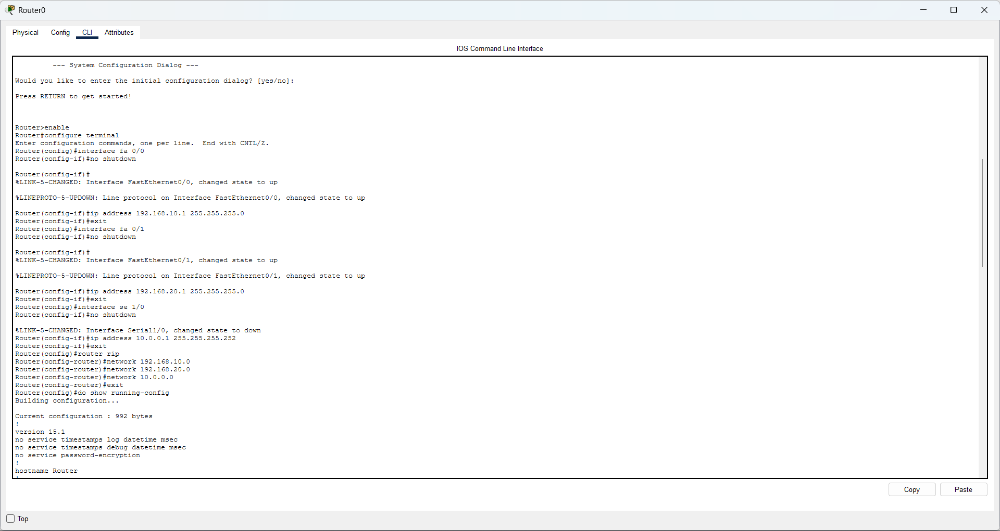 Router0
Physical Config CLI Attributes
IOS Command Line Interface
--- System Configuration Dialog ---
Would you like to enter the initial configuration dialog? [yes/no]:
Press RETURN to get started!
Router>enable
Router#configure terminal
Enter configuration commands, one per line.  End with CNTL/Z.
Router(config)#interface fa 0/0
Router(config-if)#no shutdown
Router(config-if)#
%LINK-5-CHANGED: Interface FastEthernet0/0, changed state to up
%LINEPROTO-5-UPDOWN: Line protocol on Interface FastEthernet0/0, changed state to up
Router(config-if)#ip address 192.168.10.1 255.255.255.0
Router(config-if)#exit
Router(config)#interface fa 0/1
Router(config-if)#no shutdown
Router(config-if)#
%LINK-5-CHANGED: Interface FastEthernet0/1, changed state to up
%LINEPROTO-5-UPDOWN: Line protocol on Interface FastEthernet0/1, changed state to up
Router(config-if)#ip address 192.168.20.1 255.255.255.0
Router(config-if)#exit
Router(config)#interface se 1/0
Router(config-if)#no shutdown
%LINK-5-CHANGED: Interface Serial1/0, changed state to down
Router(config-if)#ip address 10.0.0.1 255.255.255.252
Router(config-if)#exit
Router(config)#router rip
Router(config-router)#network 192.168.10.0
Router(config-router)#network 192.168.20.0
Router(config-router)#network 10.0.0.0
Router(config-router)#exit
Router(config)#do show running-config
Building configuration...
Current configuration : 992 bytes
!
version 15.1
no service timestamps log datetime msec
no service timestamps debug datetime msec
no service password-encryption
!
hostname Router
!
Copy Paste
Top